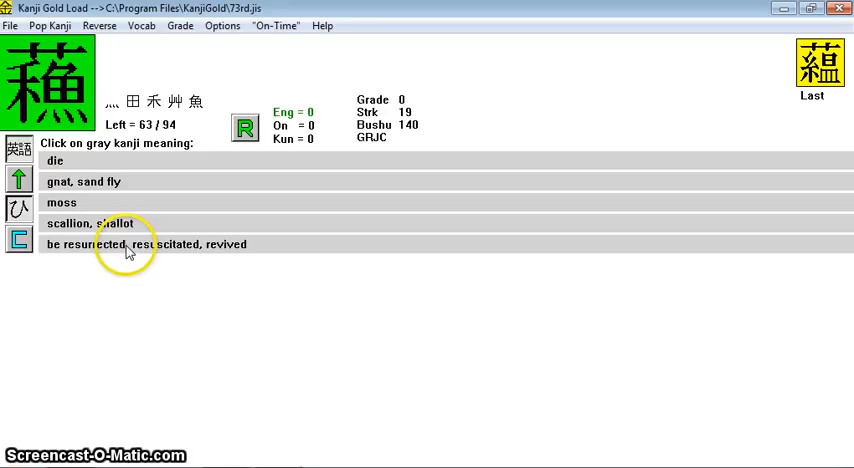 Kanji Gold Load -->C:\Program Files\KanjiGold\73rd.jis
File Pop Kanji Reverse Vocab Grade Options "On-Time" Help
蘓
灬 田 禾 艸 魚
Left = 63 / 94
R
Eng = 0
On = 0
Kun = 0
Grade 0
Strk 19
Bushu 140
GRJC
蘊
Last
英語
Click on gray kanji meaning:
die
gnat, sand fly
ひ
moss
scallion, shallot
be resurrected, resuscitated, revived
Screencast-O-Matic.com